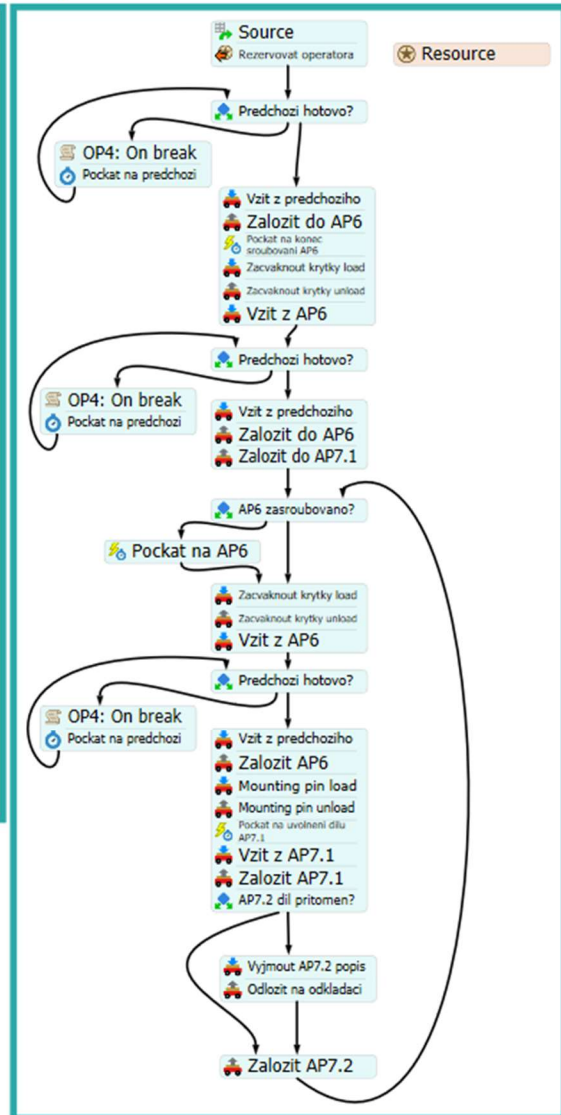 Source
Rezervovat operatora
Resource
Predchozi hotovo?
OP4: On break
Pockat na predchozi
Vzit z predchoziho
Zalozit do AP6
Pockat na konec
sroubovani AP6
Zacvaknout krytky load
Zacvaknout krytky unload
Vzit z AP6
Predchozi hotovo?
OP4: On break
Pockat na predchozi
Vzit z predchoziho
Zalozit do AP6
Zalozit do AP7.1
AP6 zasroubovano?
Pockat na AP6
Zacvaknout krytky load
Zacvaknout krytky unload
Vzit z AP6
Predchozi hotovo?
OP4: On break
Pockat na predchozi
Vzit z predchoziho
Zalozit AP6
Mounting pin load
Mounting pin unload
Pockat na uvolneni dilu
AP7.1
Vzit z AP7.1
Zalozit AP7.1
AP7.2 dil pritomen?
Vyjmout AP7.2 popis
Odlozit na odkladaci
Zalozit AP7.2